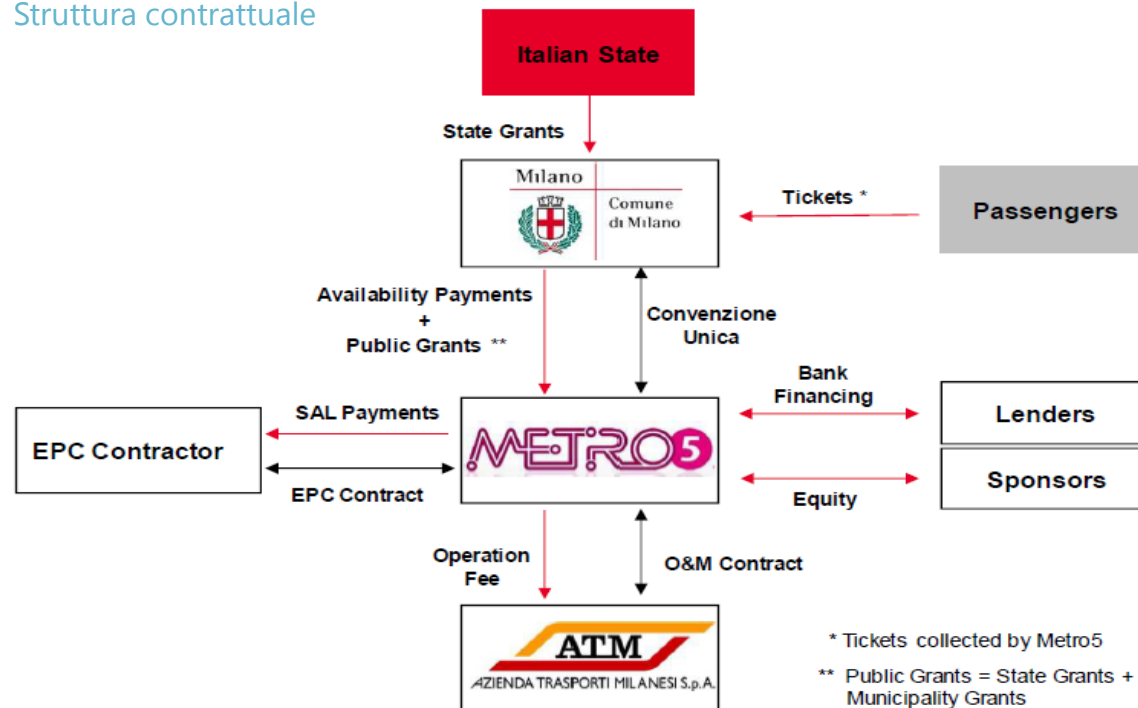 Struttura contrattuale
Italian State
State Grants
Milano
Comune
di Milano
Tickets *
Passengers
Availability Payments
+
Public Grants **
Convenzione
Unica
Bank
Financing
Lenders
SAL Payments
EPC Contractor
METRO5
EPC Contract
Equity
Sponsors
Operation
Fee
O&M Contract
ATM
AZIENDA TRASPORTI MILANESI S.p.A.
* Tickets collected by Metro5
** Public Grants = State Grants +
Municipality Grants